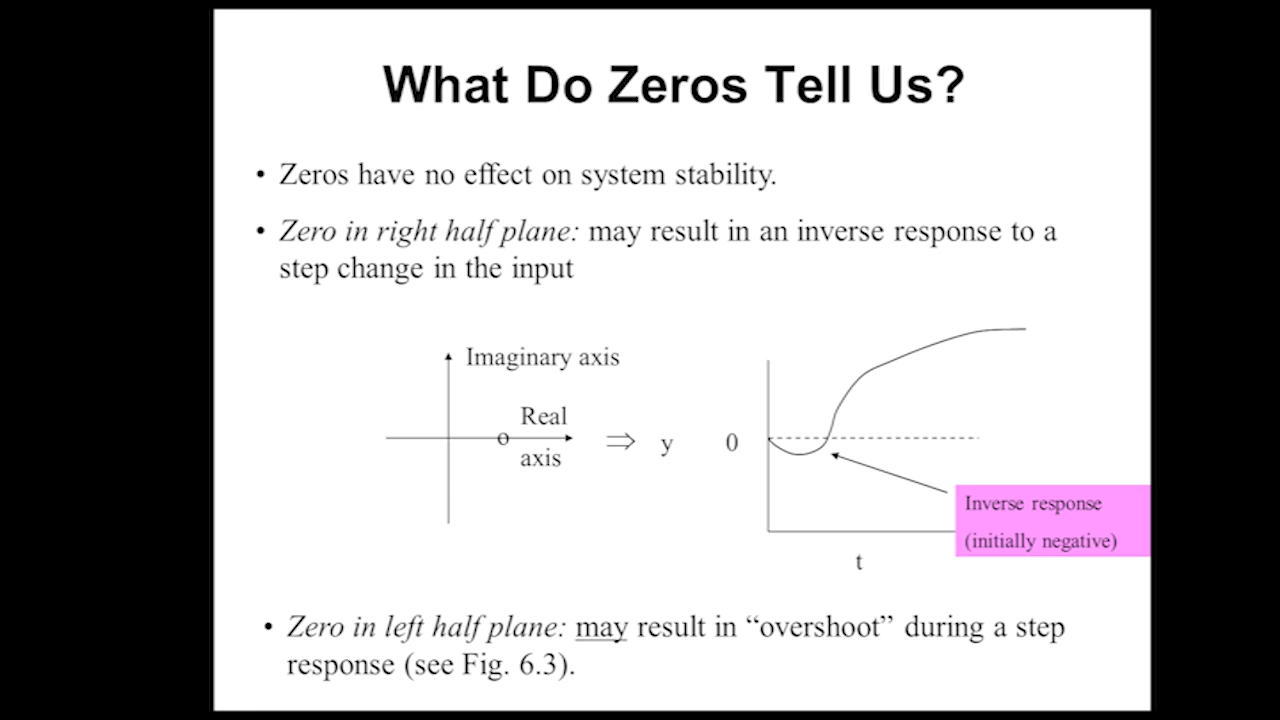 What Do Zeros Tell Us?
• Zeros have no effect on system stability.
• Zero in right half plane: may result in an inverse response to a
step change in the input
Imaginary axis
Real
axis
o
⇒ y
0
Inverse response
(initially negative)
t
• Zero in left half plane: may result in “overshoot” during a step
response (see Fig. 6.3).